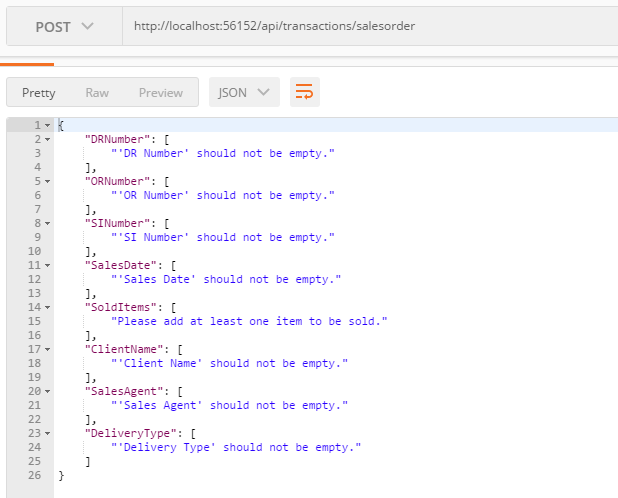 POST http://localhost:56152/api/transactions/salesorder
Pretty Raw Preview JSON
1 {
2 "DRNumber": [
3 "'DR Number' should not be empty."
4 ],
5 "ORNumber": [
6 "'OR Number' should not be empty."
7 ],
8 "SINumber": [
9 "'SI Number' should not be empty."
10 ],
11 "SalesDate": [
12 "'Sales Date' should not be empty."
13 ],
14 "SoldItems": [
15 "Please add at least one item to be sold."
16 ],
17 "ClientName": [
18 "'Client Name' should not be empty."
19 ],
20 "SalesAgent": [
21 "'Sales Agent' should not be empty."
22 ],
23 "DeliveryType": [
24 "'Delivery Type' should not be empty."
25 ]
26 }